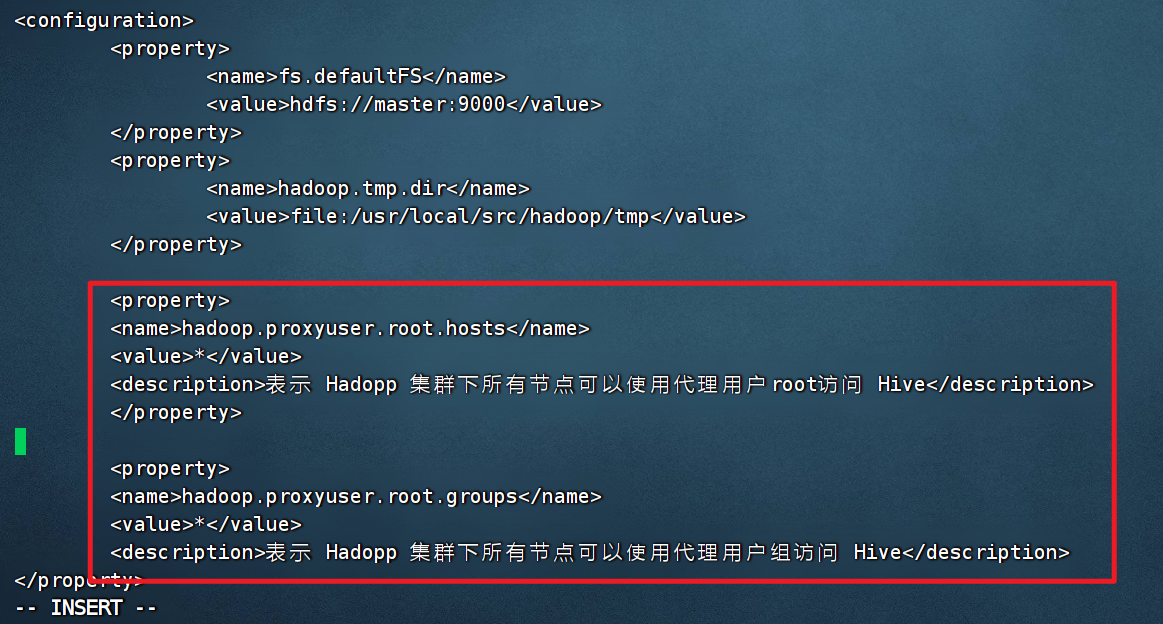 <configuration>
<property>
<name>fs.defaultFS</name>
<value>hdfs://master:9000</value>
</property>
<property>
<name>hadoop.tmp.dir</name>
<value>file:/usr/local/src/hadoop/tmp</value>
</property>
<property>
<name>hadoop.proxyuser.root.hosts</name>
<value>*</value>
<description>表示 Hadopp 集群下所有节点可以使用代理用户root访问 Hive</description>
</property>
<property>
<name>hadoop.proxyuser.root.groups</name>
<value>*</value>
<description>表示 Hadopp 集群下所有节点可以使用代理用户组访问 Hive</description>
</property>
-- INSERT --